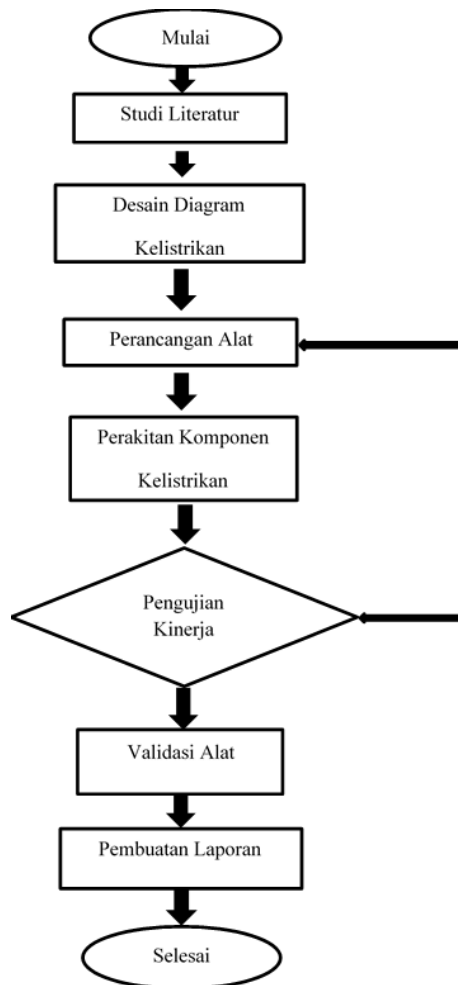 Mulai
Studi Literatur
Desain Diagram
Kelistrikan
Perancangan Alat
Perakitan Komponen
Kelistrikan
Pengujian
Kinerja
Validasi Alat
Pembuatan Laporan
Selesai